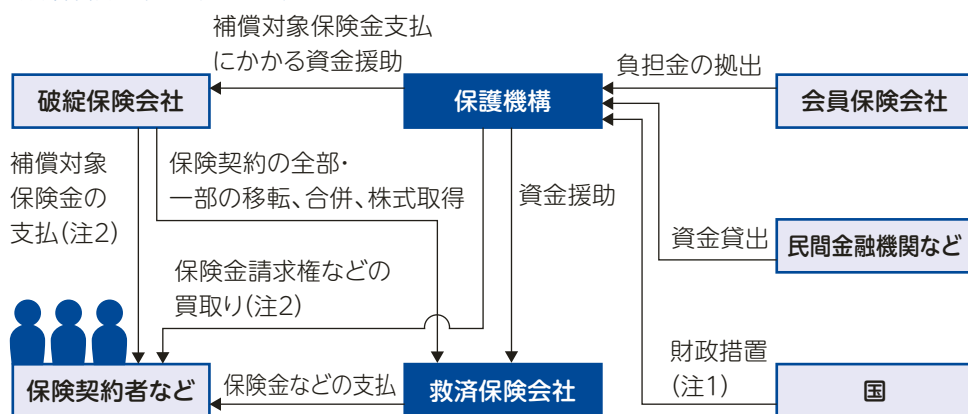 補償対象保険金支払
にかかる資金援助
負担金の拠出
破綻保険会社
保護機構
会員保険会社
補償対象
保険金の
支払(注2)
保険契約の全部・
一部の移転、合併、株式取得
資金援助
資金貸出
民間金融機関など
保険金請求権などの
買取り(注2)
財政措置
(注1)
保険契約者など
保険金などの支払
救済保険会社
国